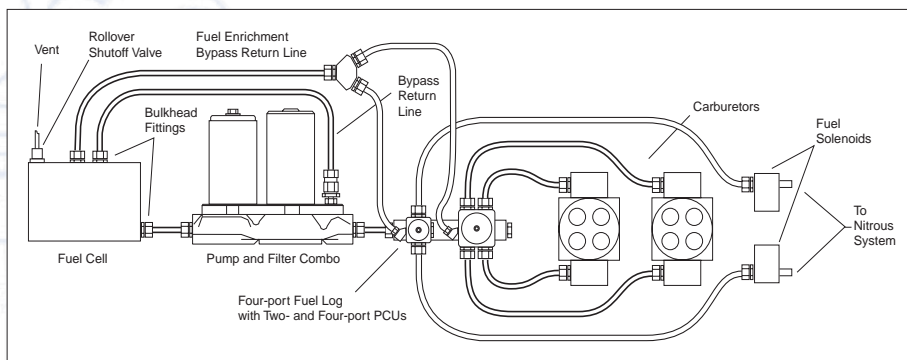 Vent
Rollover
Shutoff Valve
Fuel Enrichment
Bypass Return Line
Bulkhead
Fittings
Bypass
Return
Line
Carburetors
Fuel
Solenoids
To
Nitrous
System
Fuel Cell
Pump and Filter Combo
Four-port Fuel Log
with Two- and Four-port PCUs